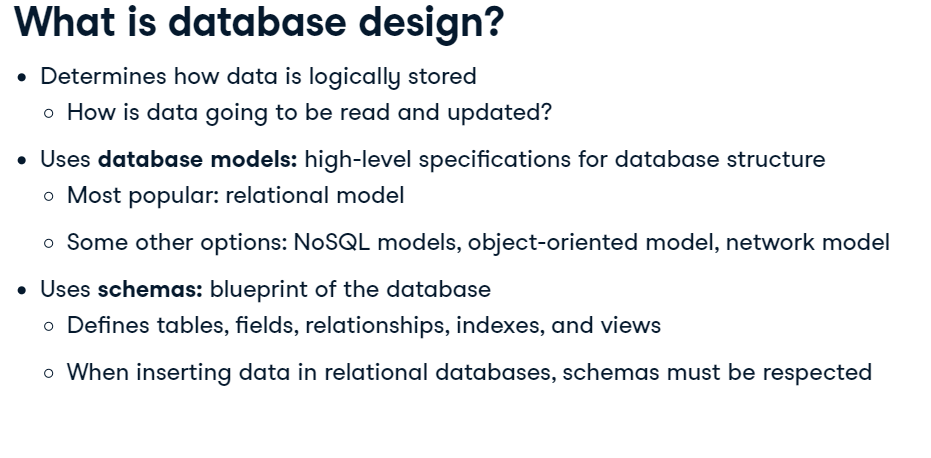 What is database design?
• Determines how data is logically stored
○ How is data going to be read and updated?
• Uses database models: high-level specifications for database structure
○ Most popular: relational model
○ Some other options: NoSQL models, object-oriented model, network model
• Uses schemas: blueprint of the database
○ Defines tables, fields, relationships, indexes, and views
○ When inserting data in relational databases, schemas must be respected